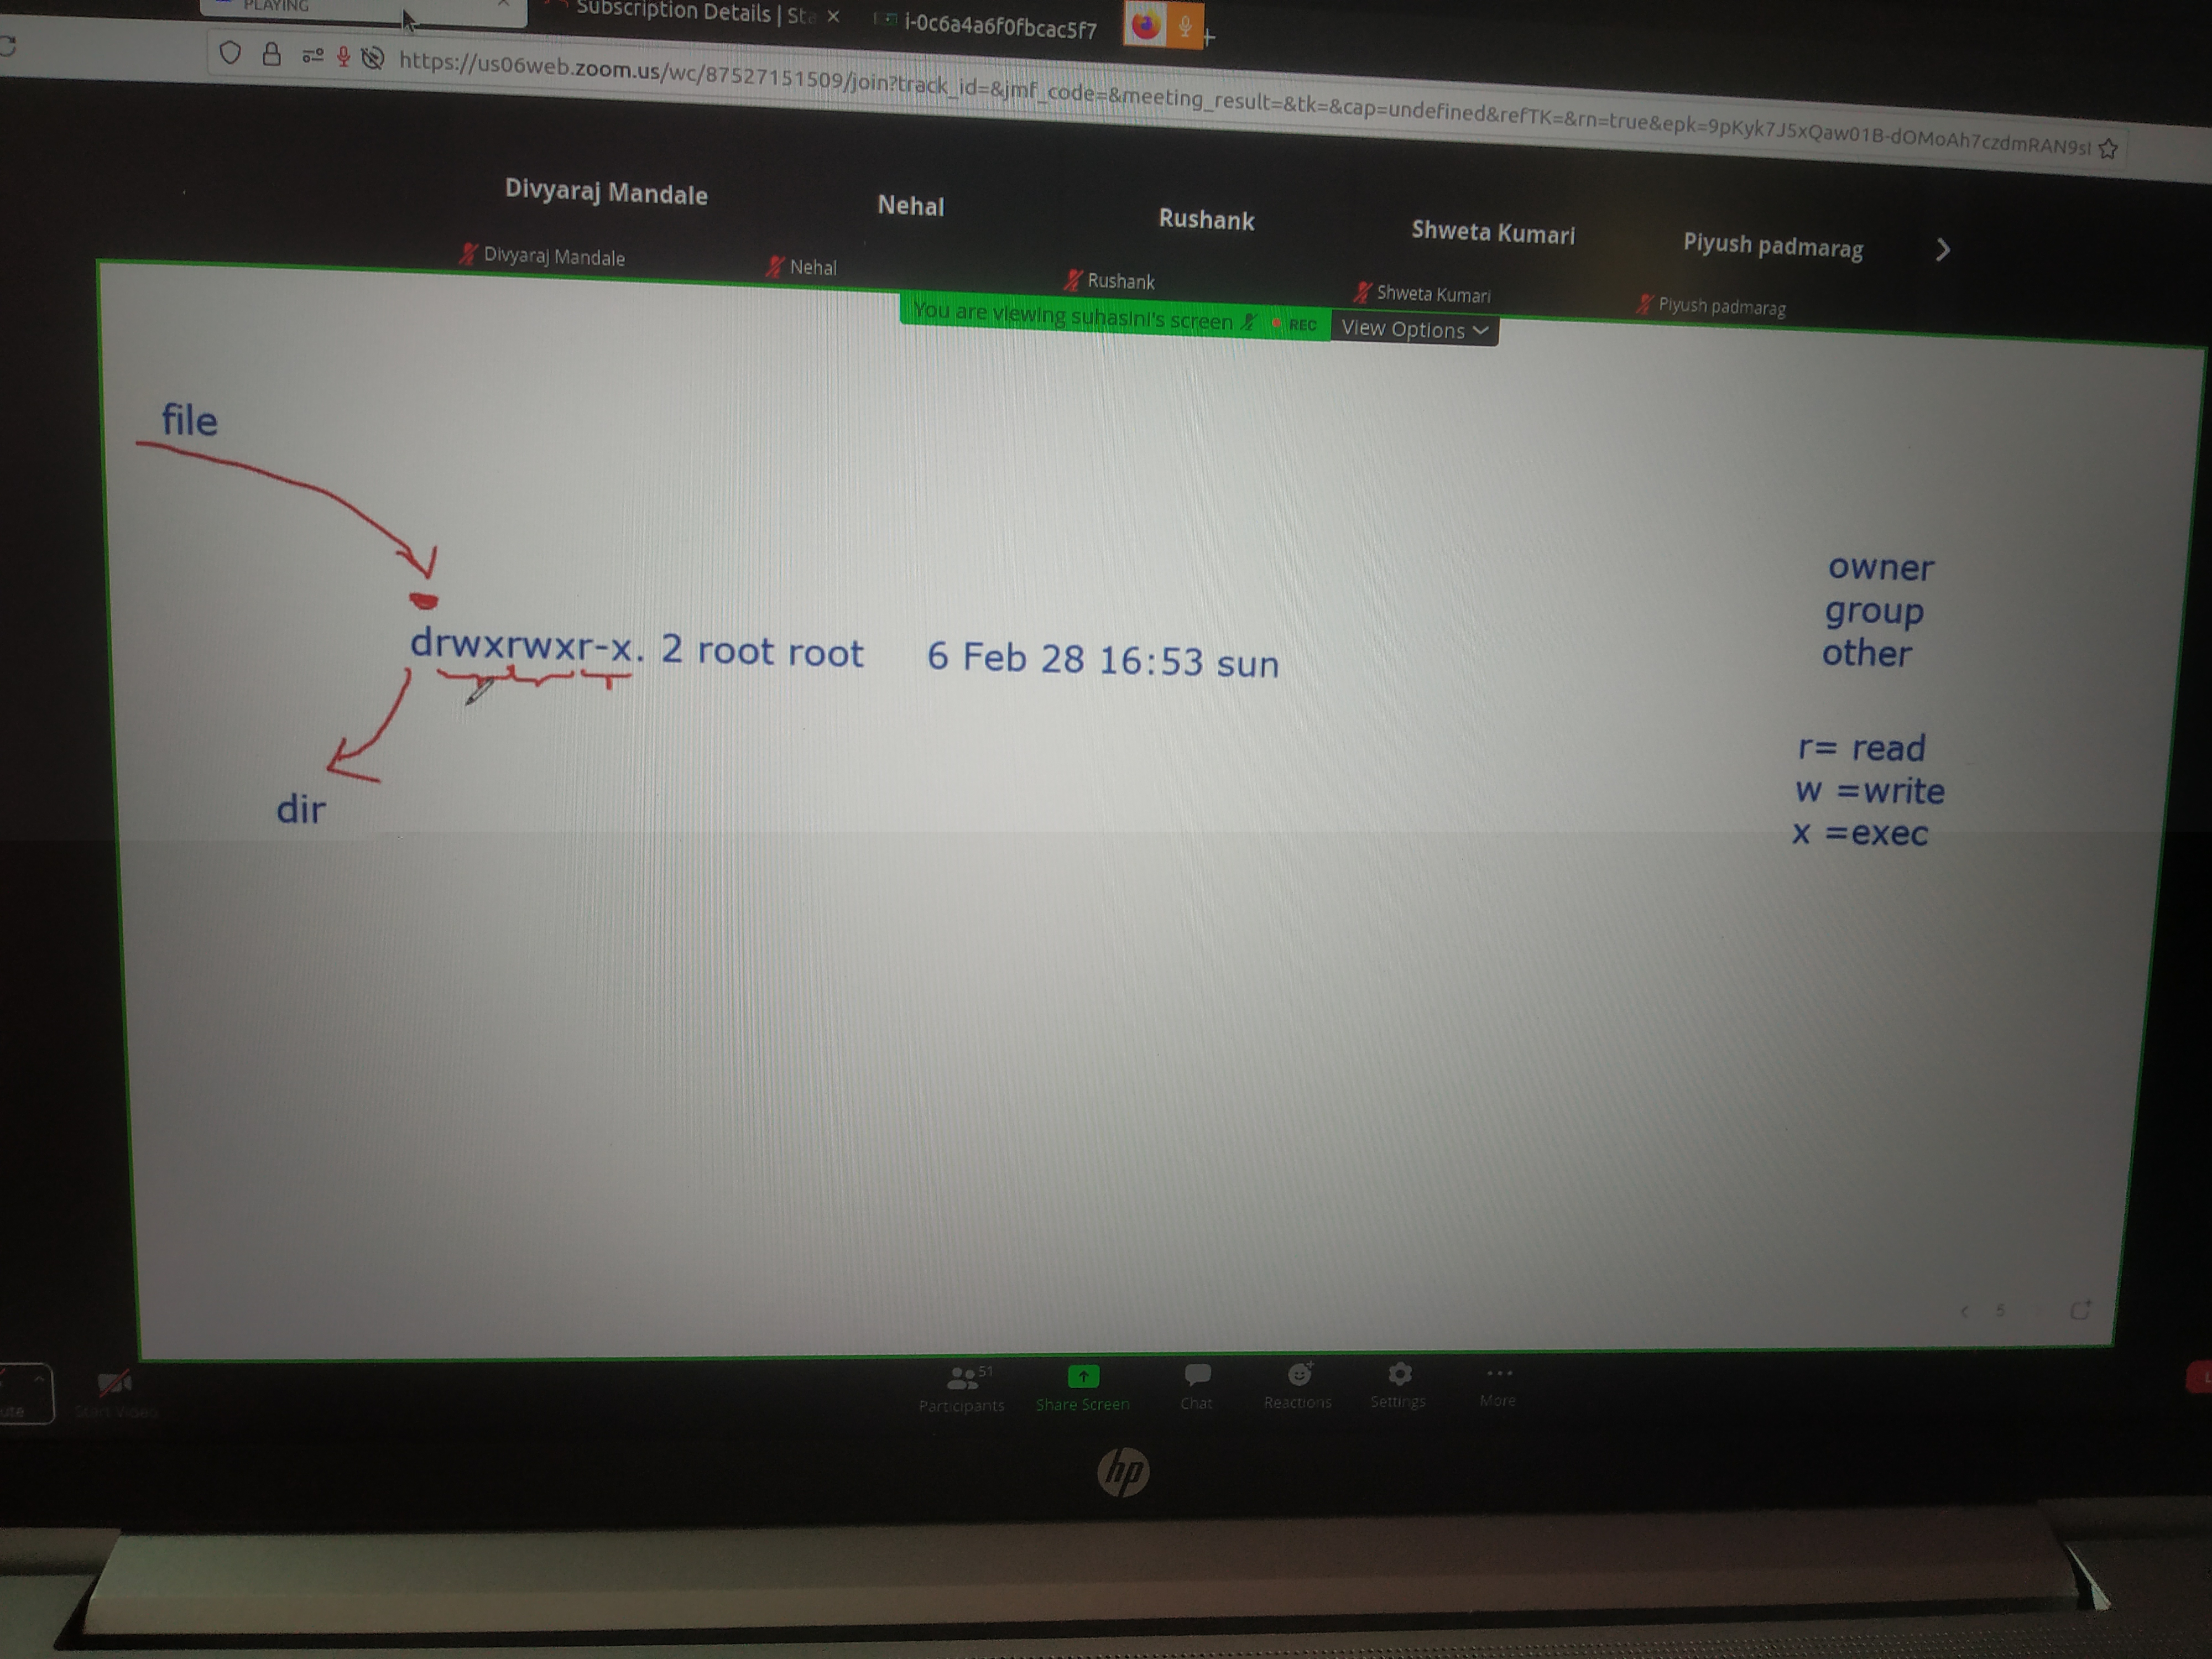 PLAYING
Subscription Details | Sta
i-0c6a4a6f0fbcac5f7
https://us06web.zoom.us/wc/87527151509/join?track_id=&jmf_code=&meeting_result=&tk=&cap=undefined&refTK=&rn=true&epk=9pKyk7J5xQaw01B-dOMoAh7czdmRAN9sI
Divyaraj Mandale
Nehal
Rushank
Shweta Kumari
Piyush padmarag
Divyaraj Mandale
Nehal
Rushank
Shweta Kumari
Piyush padmarag
You are viewing suhasini's screen
REC
View Options
file
drwxrwxr-x. 2 root root 6 Feb 28 16:53 sun
dir
owner
group
other
r= read
w =write
x =exec
5
ute
Start Video
51
Participants
Share Screen
Chat
Reactions
Settings
More
L
hp